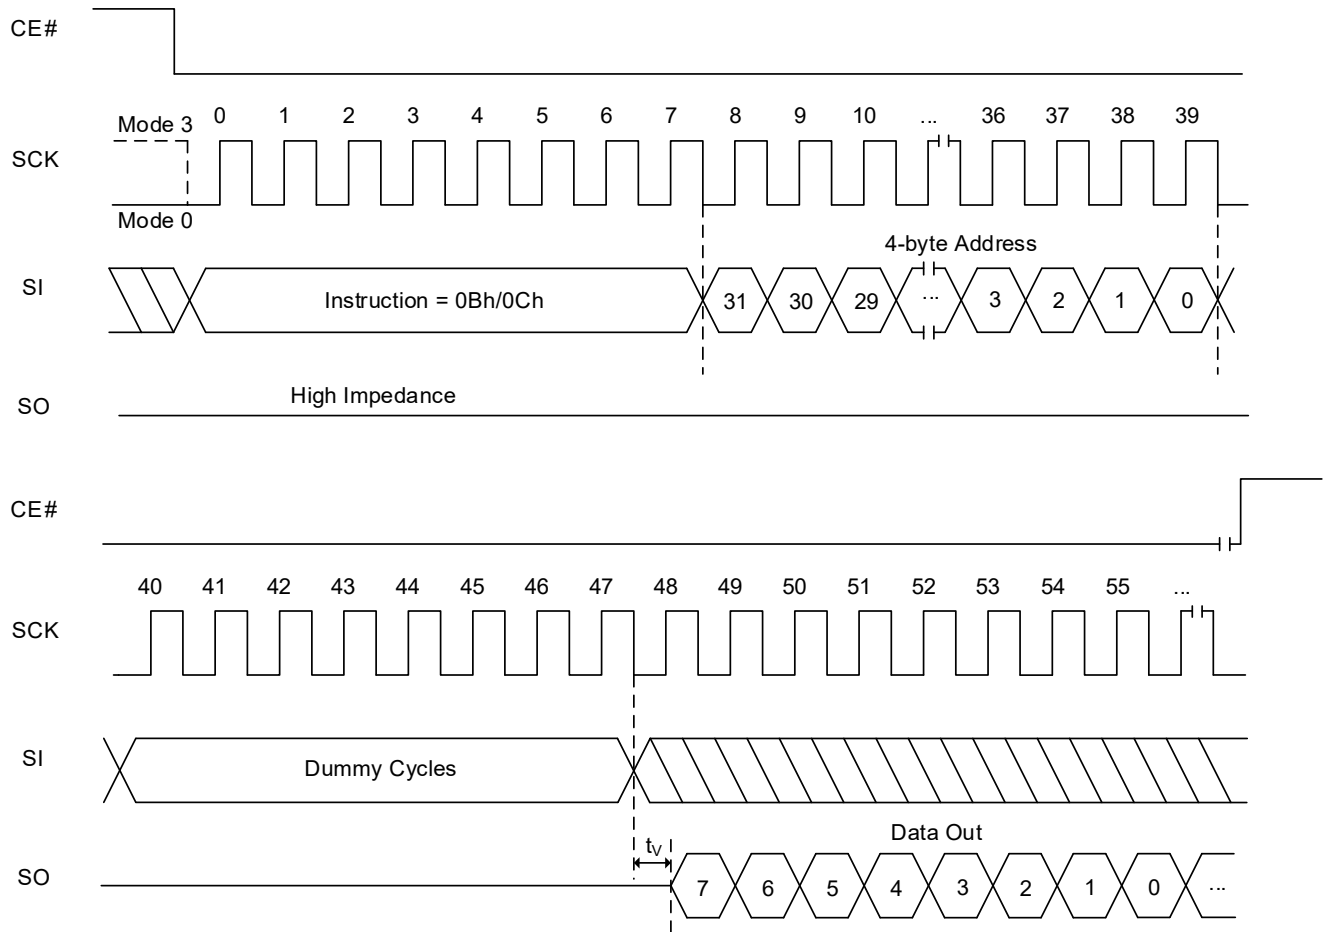 CE#
0 1 2 3 4 5 6 7 8 9 10 ... 36 37 38 39
Mode 3
SCK
Mode 0
4-byte Address
SI Instruction = 0Bh/0Ch 31 30 29 ... 3 2 1 0
High Impedance
SO
CE#
40 41 42 43 44 45 46 47 48 49 50 51 52 53 54 55 ...
SCK
SI Dummy Cycles
Data Out
tV
SO 7 6 5 4 3 2 1 0 ...